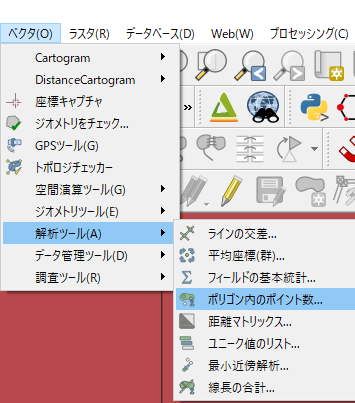 ベクタ(O) ラスタ(R) データベース(D) Web(W) プロセッシング(C)
Cartogram
DistanceCartogram
座標キャプチャ
ジオメトリをチェック...
GPSツール(G)
トポロジチェッカー
空間演算ツール(G)
ジオメトリツール(E)
解析ツール(A)
データ管理ツール(D)
調査ツール(R)
ラインの交差...
平均座標(群)...
フィールドの基本統計...
ポリゴン内のポイント数...
距離マトリックス...
ユニーク値のリスト...
最小近傍解析...
線長の合計...